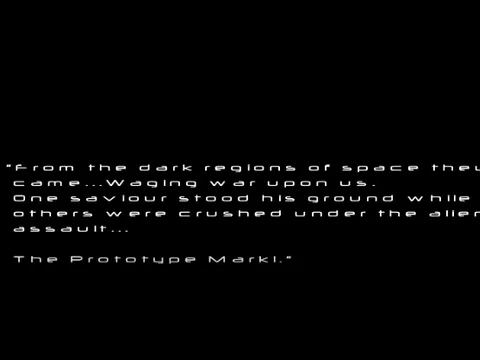 "From the dark regions of space they
came...Waging war upon us.
One saviour stood his ground while
others were crushed under the alien
assault...
The Prototype MarkI."